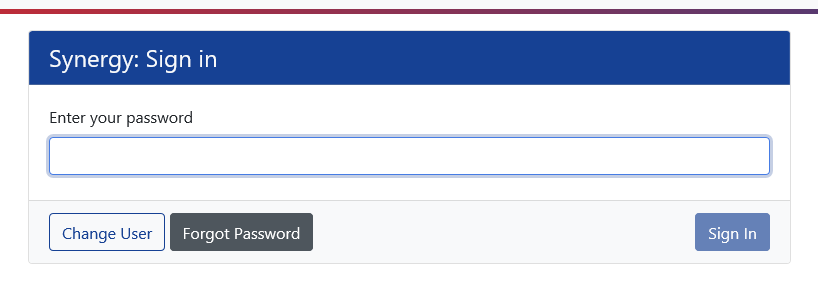 Synergy: Sign in
Enter your password
Change User Forgot Password Sign In